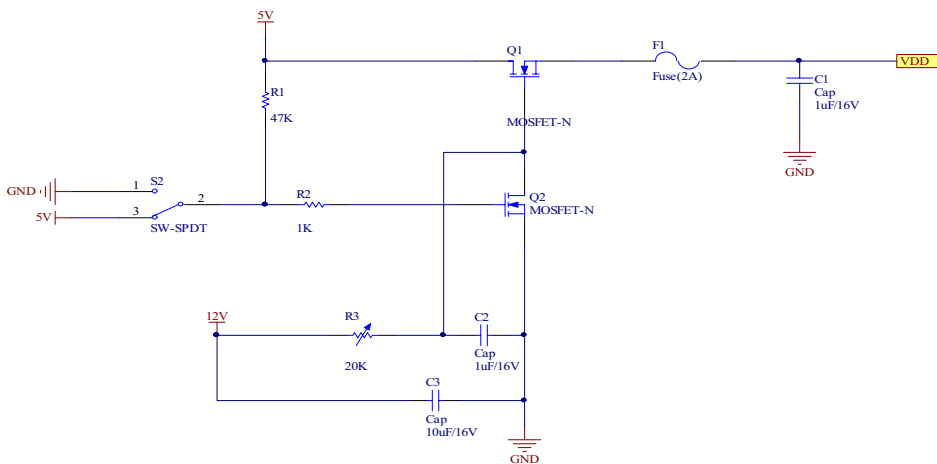 5V
Q1
MOSFET-N
F1
Fuse(2A)
VDD
C1
Cap
1uF/16V
GND
R1
47K
GND
1
S2
2
5V
3
SW-SPDT
R2
1K
Q2
MOSFET-N
12V
R3
20K
C2
Cap
1uF/16V
C3
Cap
10uF/16V
GND